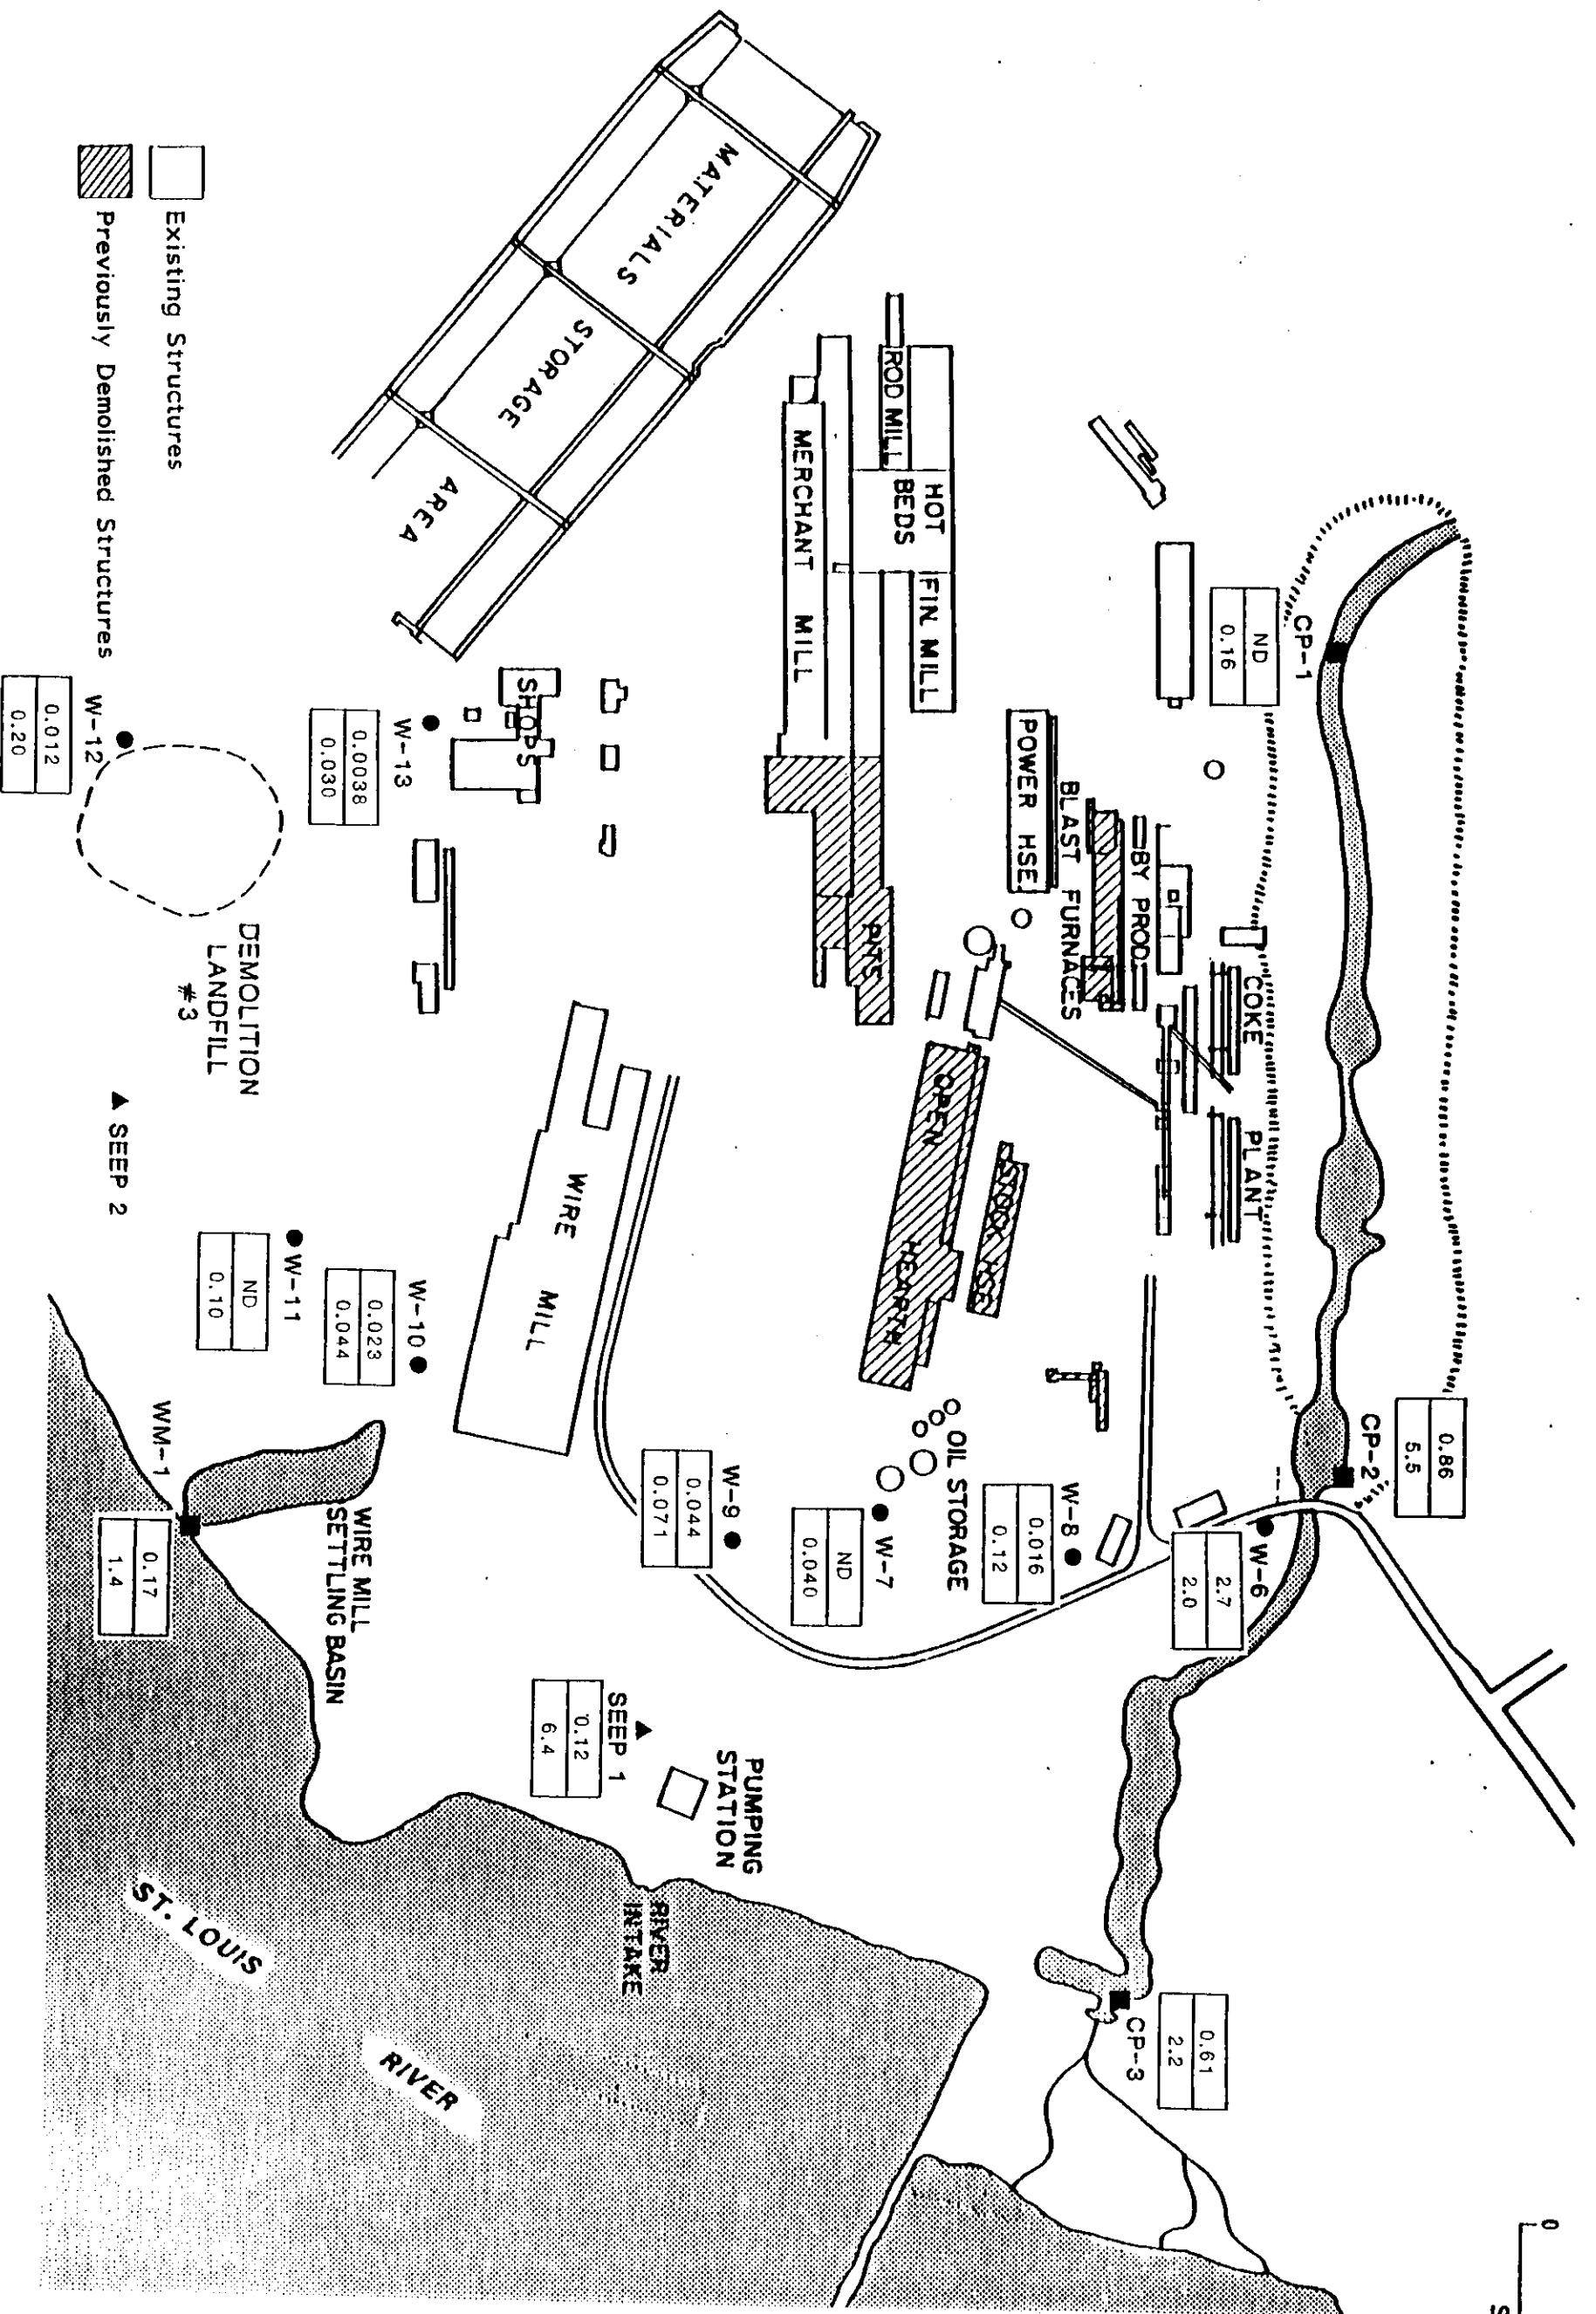 CP-1
ND
0.16
0.86
5.5
CP-2
COKE
PLANT
W-6
2.7
2.0
CP-3
0.61
2.2
BY PROD.
BLAST FURNACES
POWER HSE
ROD MILL
HOT
BEDS
FIN MILL
MERCHANT MILL
PITS
OPEN
HEARTH
STOCK HSE
OIL STORAGE
W-8
0.016
0.12
W-7
ND
0.040
W-9
0.044
0.071
MATERIALS
STORAGE
AREA
SHOPS
WIRE
MILL
PUMPING
STATION
SEEP 1
0.12
6.4
RIVER
INTAKE
W-13
0.0038
0.030
W-10
0.023
0.044
W-11
ND
0.10
WIRE MILL
SETTLING BASIN
WM-1
0.17
1.4
DEMOLITION
LANDFILL
#3
SEEP 2
W-12
0.012
0.20
ST. LOUIS
RIVER
Existing Structures
Previously Demolished Structures
0
S